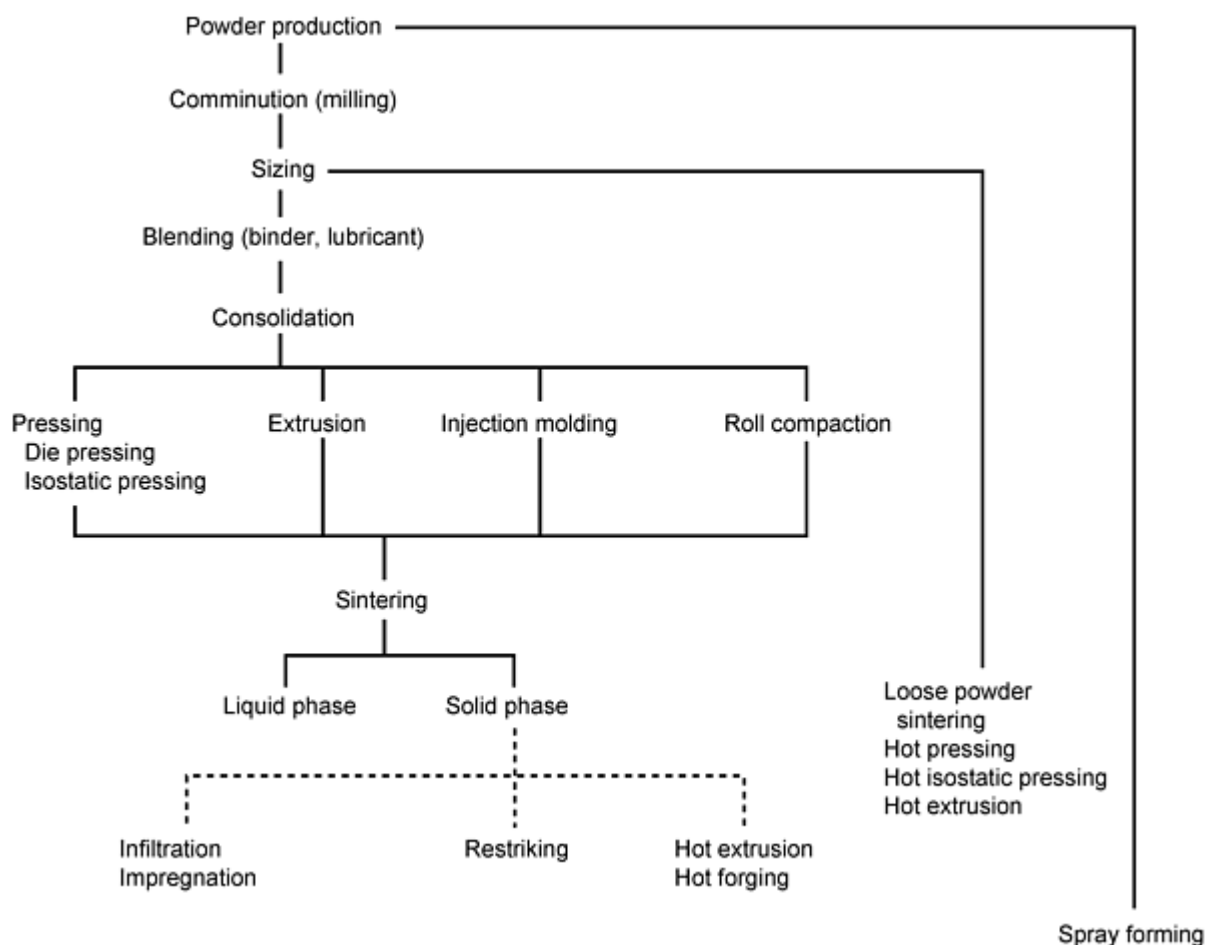 Powder production
Comminution (milling)
Sizing
Blending (binder, lubricant)
Consolidation
Pressing
Die pressing
Isostatic pressing
Extrusion
Injection molding
Roll compaction
Sintering
Liquid phase
Solid phase
Loose powder
sintering
Hot pressing
Hot isostatic pressing
Hot extrusion
Infiltration
Impregnation
Restriking
Hot extrusion
Hot forging
Spray forming